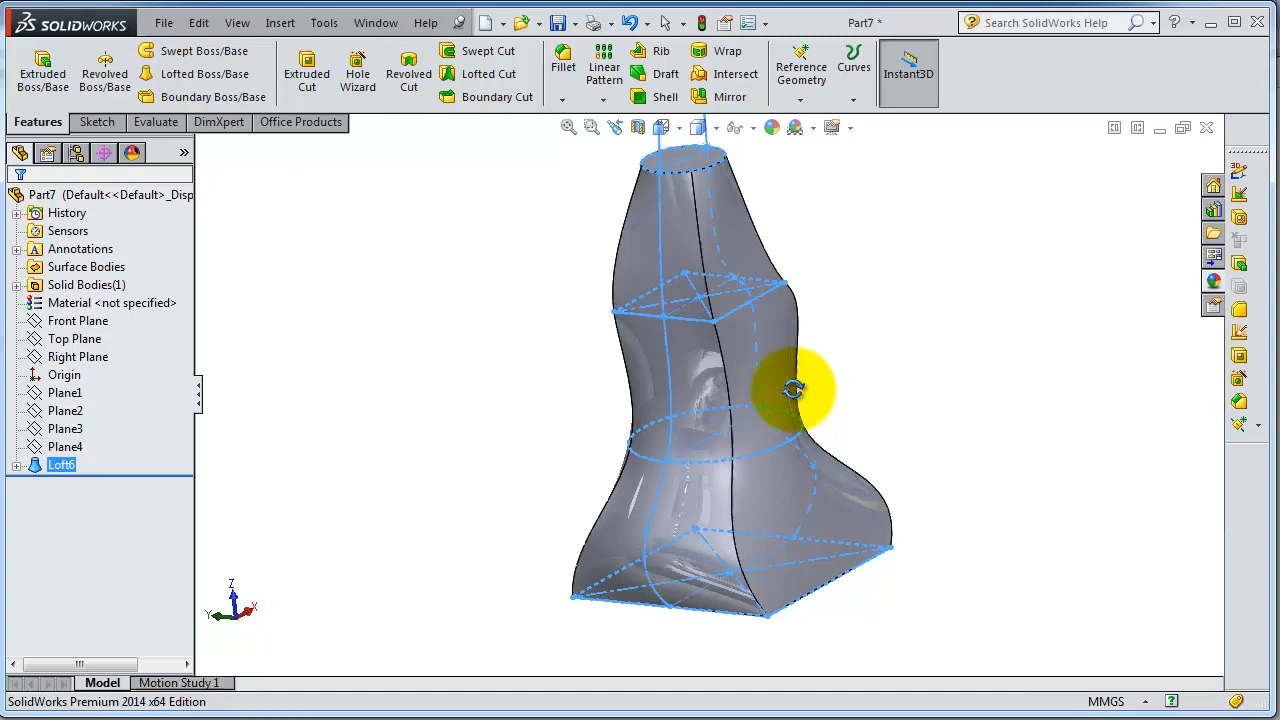 SOLIDWORKS File Edit View Insert Tools Window Help Part7 * Search SolidWorks Help ?
Extruded Boss/Base
Revolved Boss/Base
Swept Boss/Base
Lofted Boss/Base
Boundary Boss/Base
Extruded Cut
Hole Wizard
Revolved Cut
Swept Cut
Lofted Cut
Boundary Cut
Fillet
Linear Pattern
Rib
Draft
Shell
Wrap
Intersect
Mirror
Reference Geometry
Curves
Instant3D
Features Sketch Evaluate DimXpert Office Products
»
Part7 (Default<<Default>_Disp
History
Sensors
A Annotations
Surface Bodies
Solid Bodies(1)
Material <not specified>
Front Plane
Top Plane
Right Plane
Origin
Plane1
Plane2
Plane3
Plane4
Loft6
Z
Y X
3D
Model Motion Study 1
SolidWorks Premium 2014 x64 Edition MMGS ?